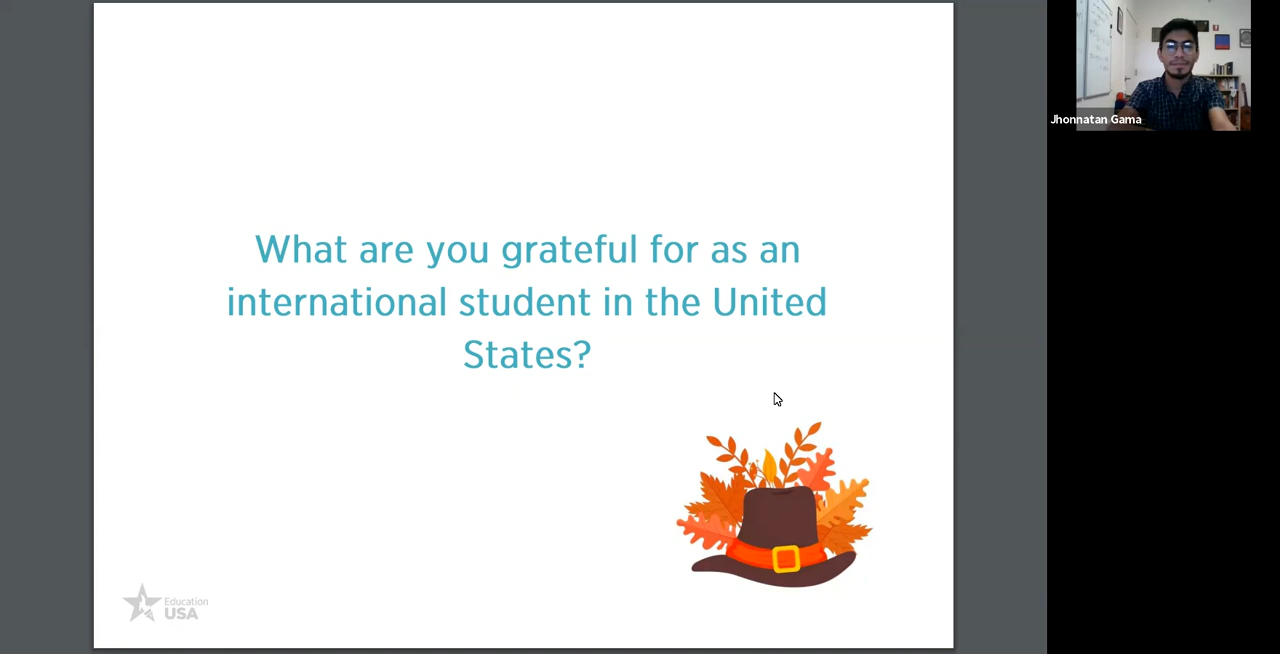 What are you grateful for as an
international student in the United
States?
Education
USA
Jhonnatan Gama